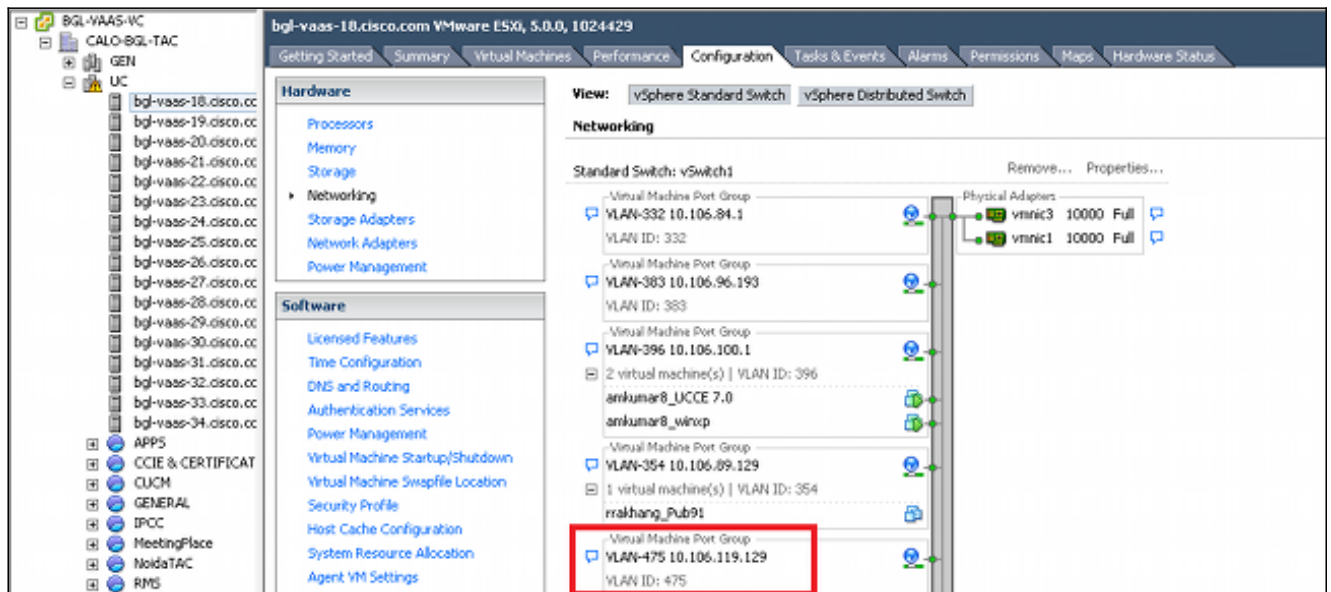 BGL-VAAS-VC
CALO-BGL-TAC
GEN
UC
bgl-vaas-18.cisco.cc
bgl-vaas-19.cisco.cc
bgl-vaas-20.cisco.cc
bgl-vaas-21.cisco.cc
bgl-vaas-22.cisco.cc
bgl-vaas-23.cisco.cc
bgl-vaas-24.cisco.cc
bgl-vaas-25.cisco.cc
bgl-vaas-26.cisco.cc
bgl-vaas-27.cisco.cc
bgl-vaas-28.cisco.cc
bgl-vaas-29.cisco.cc
bgl-vaas-30.cisco.cc
bgl-vaas-31.cisco.cc
bgl-vaas-32.cisco.cc
bgl-vaas-33.cisco.cc
bgl-vaas-34.cisco.cc
APPS
CCIE & CERTIFICAT
CUCM
GENERAL
IPCC
MeetingPlace
NoidaTAC
RMS
bgl-vaas-18.cisco.com VMware ESXi, 5.0.0, 1024429
Getting Started Summary Virtual Machines Performance Configuration Tasks & Events Alarms Permissions Maps Hardware Status
Hardware
Processors
Memory
Storage
Networking
Storage Adapters
Network Adapters
Power Management
Software
Licensed Features
Time Configuration
DNS and Routing
Authentication Services
Power Management
Virtual Machine Startup/Shutdown
Virtual Machine Swapfile Location
Security Profile
Host Cache Configuration
System Resource Allocation
Agent VM Settings
View: vSphere Standard Switch vSphere Distributed Switch
Networking
Standard Switch: vSwitch1 Remove... Properties...
Virtual Machine Port Group
VLAN-332 10.106.84.1
VLAN ID: 332
Physical Adapters
vmnic3 10000 Full
vmnic1 10000 Full
Virtual Machine Port Group
VLAN-383 10.106.96.193
VLAN ID: 383
Virtual Machine Port Group
VLAN-396 10.106.100.1
2 virtual machine(s) | VLAN ID: 396
amkumar8_UCCE 7.0
amkumar8_winxp
Virtual Machine Port Group
VLAN-354 10.106.89.129
1 virtual machine(s) | VLAN ID: 354
rrakhang_Pub91
Virtual Machine Port Group
VLAN-475 10.106.119.129
VLAN ID: 475